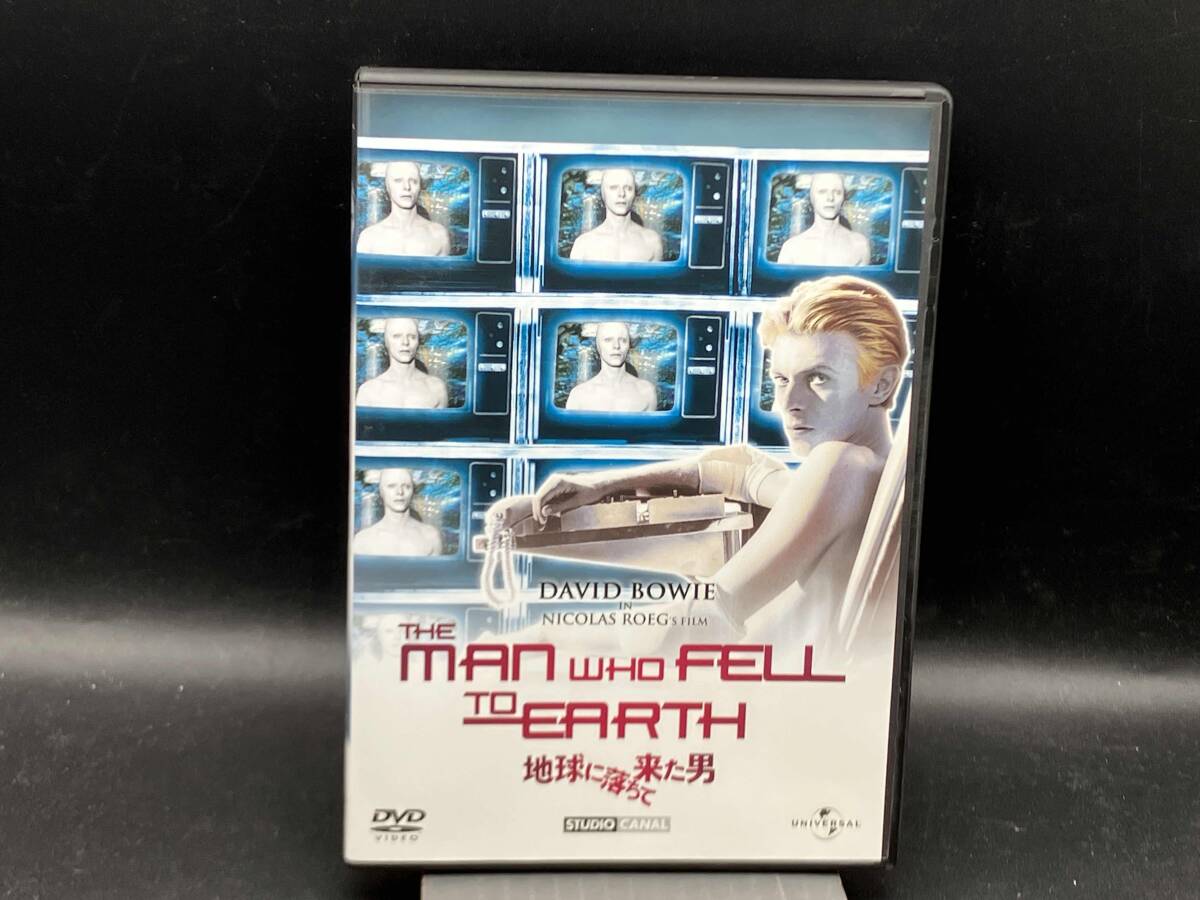 DAVID BOWIE
IN
NICOLAS ROEG'S FILM
THE
MAN WHO FELL
TO EARTH
地球に落ちて来た男
DVD
VIDEO
STUDIO CANAL
UNIVERSAL